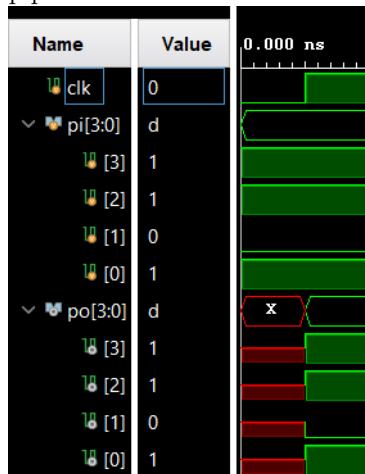 Name Value 0.000 ns
clk 0
pi[3:0] d
[3] 1
[2] 1
[1] 0
[0] 1
po[3:0] d X
[3] 1
[2] 1
[1] 0
[0] 1